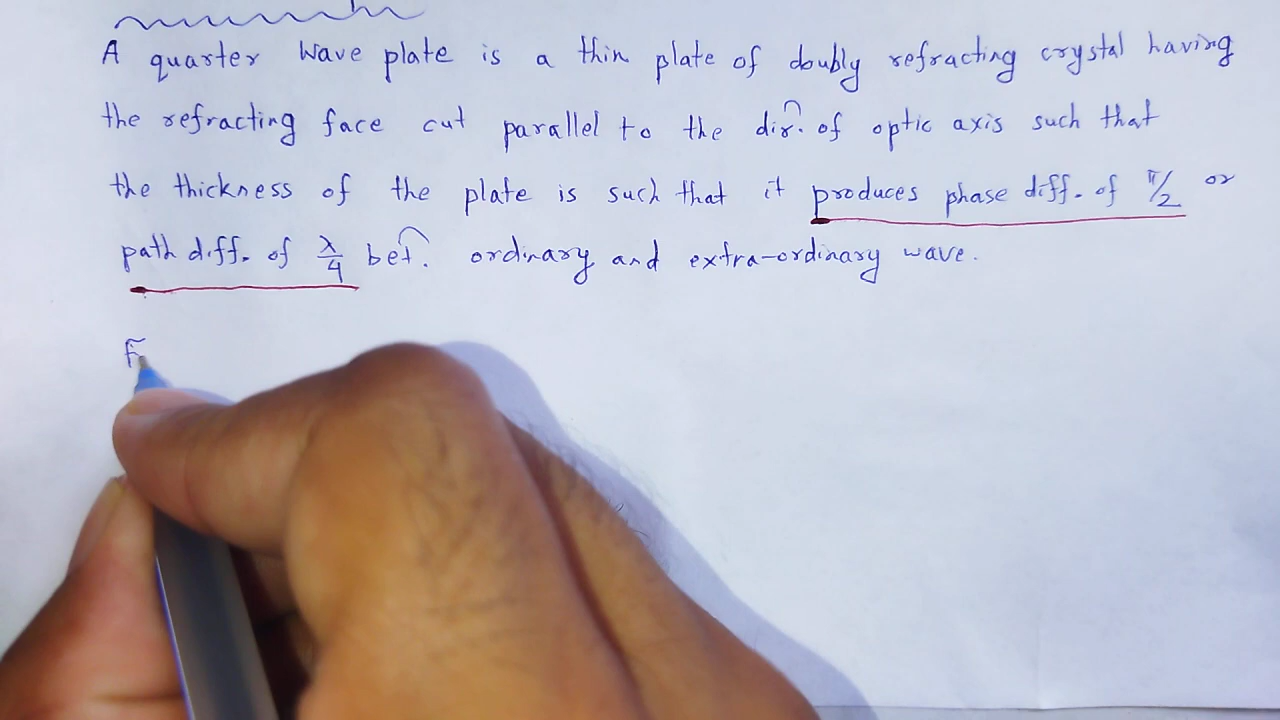 A quarter wave plate is a thin plate of doubly refracting crystal having
the refracting face cut parallel to the dirn. of optic axis such that
the thickness of the plate is such that it produces phase diff. of π/2 or
path diff. of λ/4 betn. ordinary and extra-ordinary wave.
F